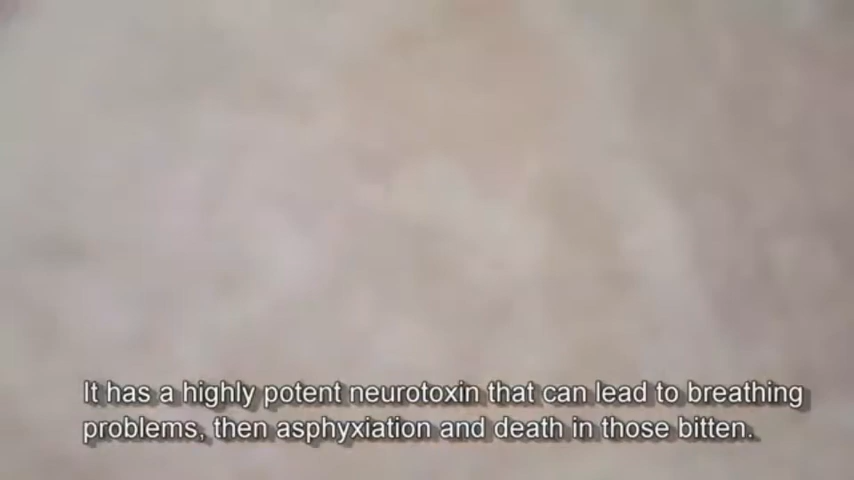 It has a highly potent neurotoxin that can lead to breathing
problems, then asphyxiation and death in those bitten.